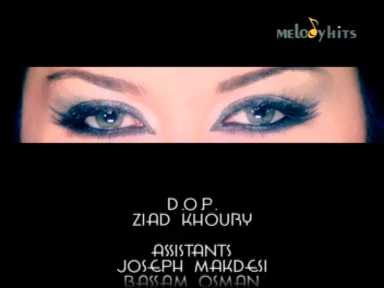 MELODYHITS
D.O.P.
ZIAD KHOURY
ASSISTANTS
JOSEPH MAKDESI
BASSAM OSMAN